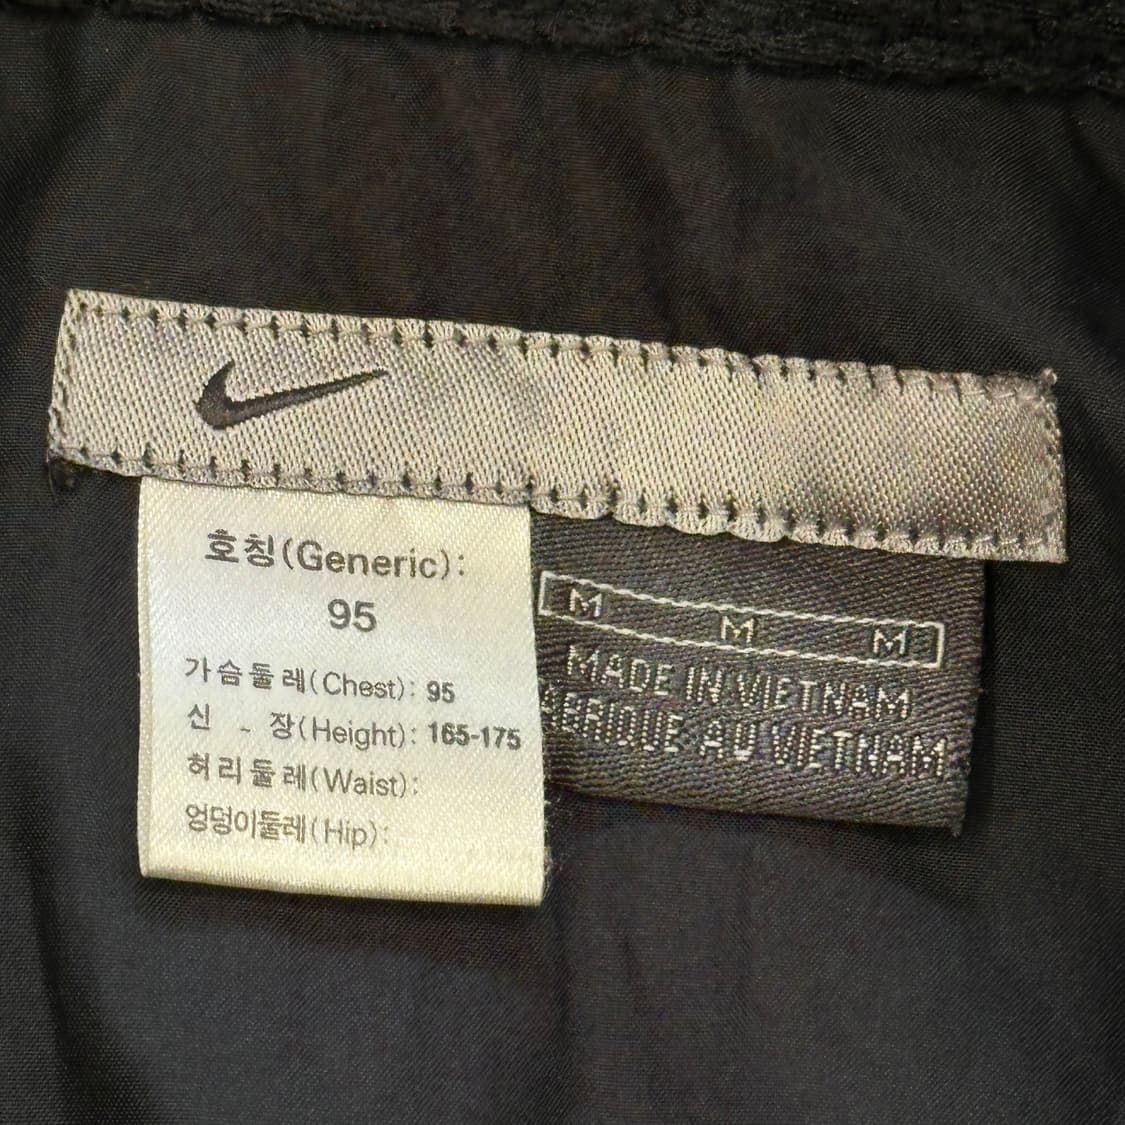 호칭(Generic):
95
가슴둘레(Chest): 95
신 - 장(Height): 165-175
허리둘레(Waist):
엉덩이둘레(Hip):
M M M
MADE IN VIETNAM
AU VIETNAM